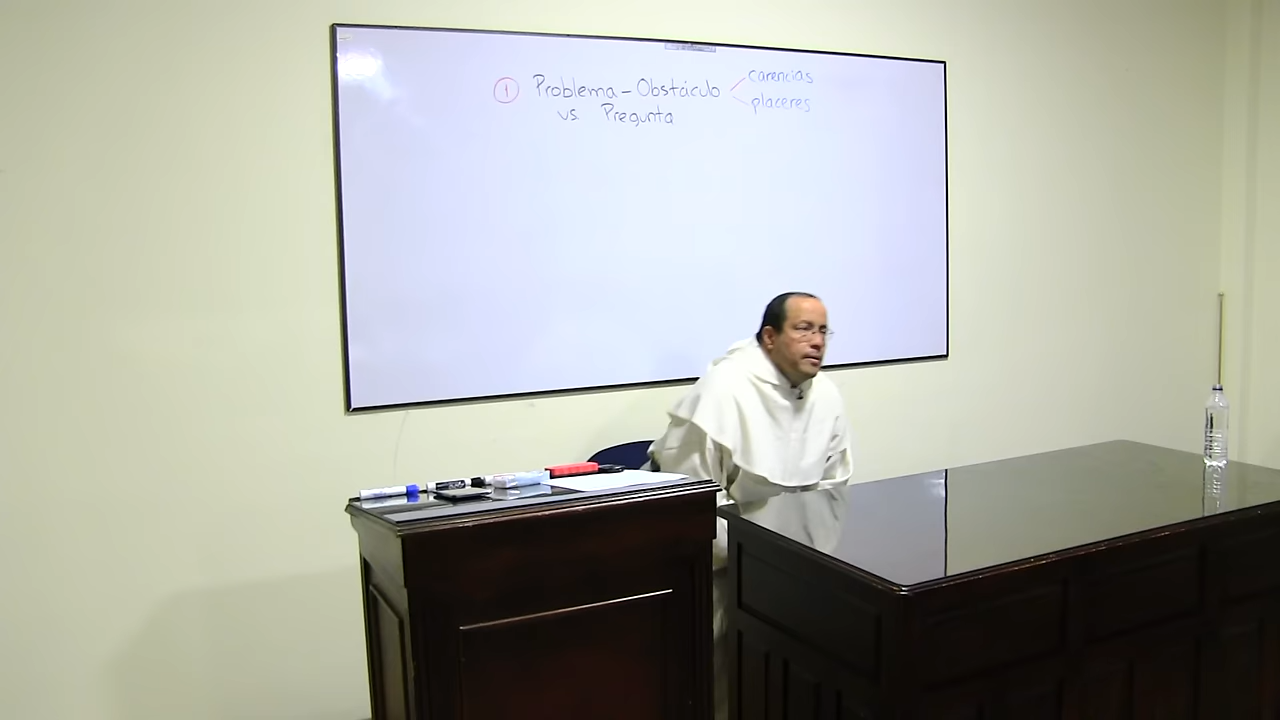 ① Problema - Obstáculo
carencias
placeres
vs. Pregunta